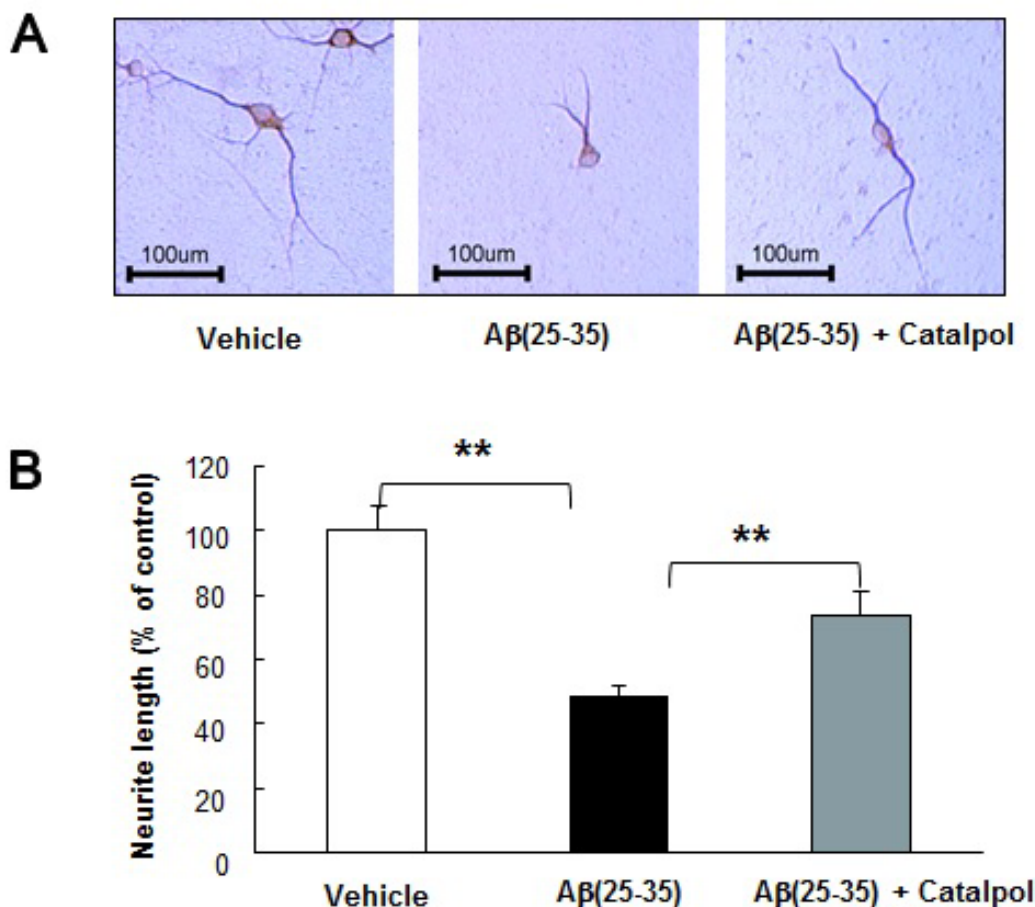 A
100um 100um 100um
Vehicle Aβ(25-35) Aβ(25-35) + Catalpol
B
Neurite length (% of control)
120
100
80
60
40
20
0
**
**
Vehicle Aβ(25-35) Aβ(25-35) + Catalpol